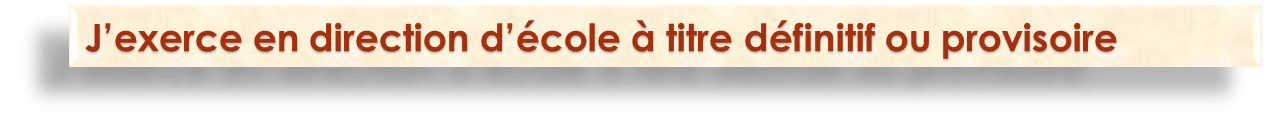 J’exerce en direction d’école à titre définitif ou provisoire